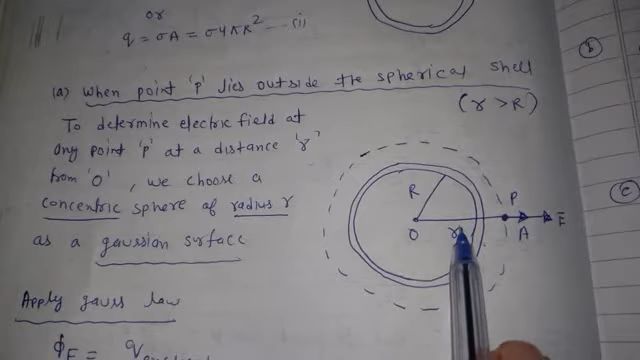 or
q = σA = σ4πR² --- (ii)
(a) When point 'p' lies outside the spherical shell
(r > R)
To determine electric field at
any point 'p' at a distance 'r'
from 'O', we choose a
concentric sphere of radius r
as a gaussian surface
R
P
E
O
r
A
Apply gauss law
ϕE = q
(b)
(c)